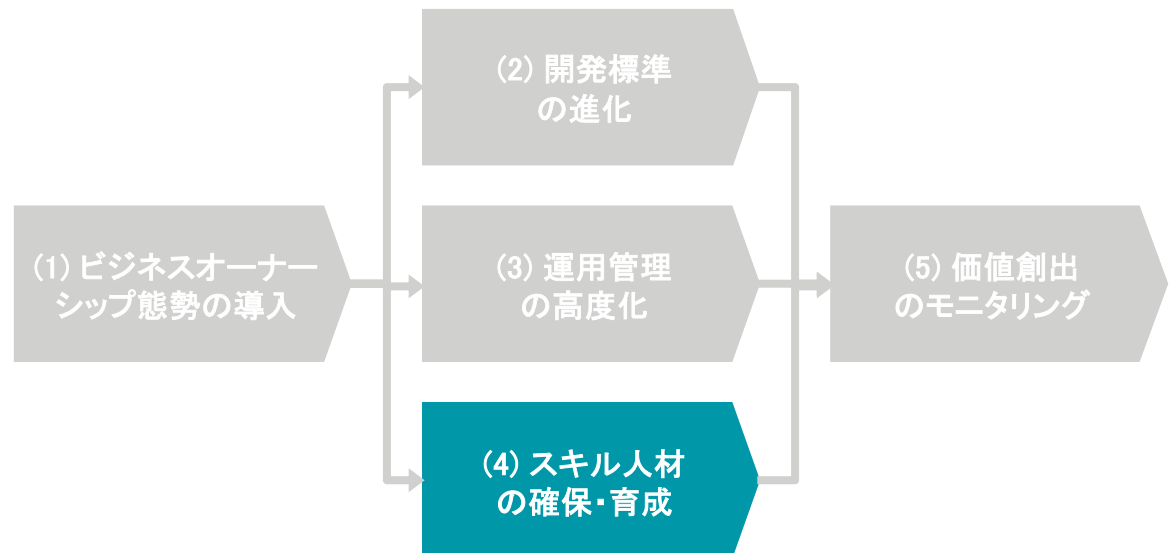 (1) ビジネスオーナー
シップ態勢の導入
(2) 開発標準
の進化
(3) 運用管理
の高度化
(4) スキル人材
の確保・育成
(5) 価値創出
のモニタリング